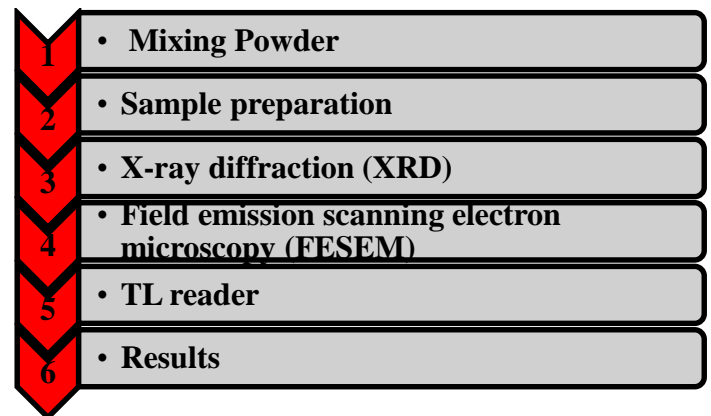 1 • Mixing Powder
2 • Sample preparation
3 • X-ray diffraction (XRD)
4 • Field emission scanning electron
microscopy (FESEM)
5 • TL reader
6 • Results